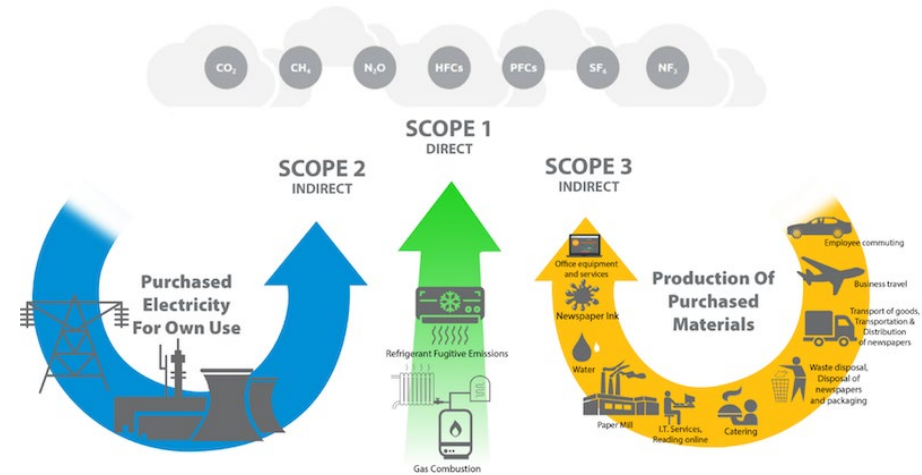 CO₂
CH₄
N₂O
HFCs
PFCs
SF₆
NF₃
SCOPE 1
DIRECT
SCOPE 2
INDIRECT
SCOPE 3
INDIRECT
Purchased
Electricity
For Own Use
Refrigerant Fugitive Emissions
Gas Combustion
Production Of
Purchased
Materials
Office equipment
and services
Newspaper Ink
Water
Paper Mill
I.T. Services,
Reading online
Catering
Waste disposal,
Disposal of
newspapers
and packaging
Transport of goods,
Transportation &
Distribution
of newspapers
Business travel
Employee commuting